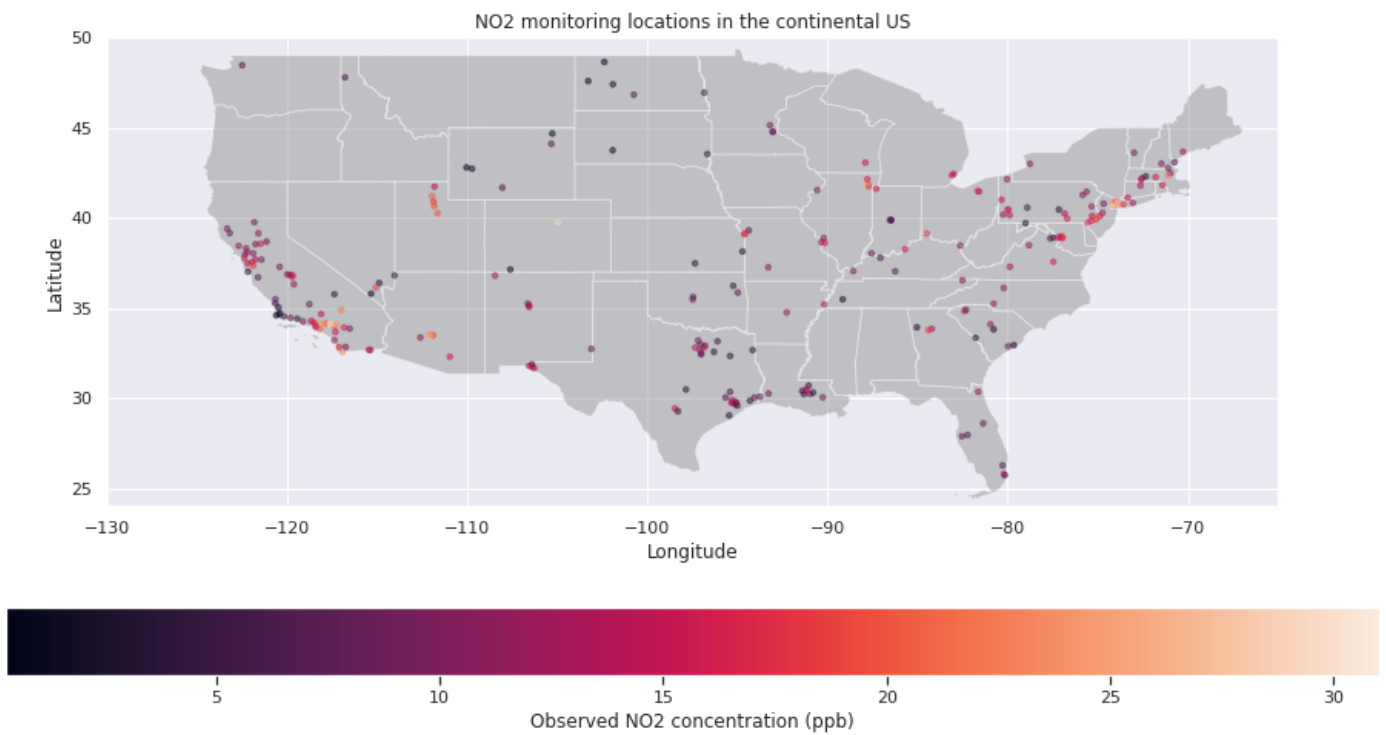 NO2 monitoring locations in the continental US
50
45
40
35
30
25
Latitude
−130 −120 −110 −100 −90 −80 −70
Longitude
5 10 15 20 25 30
Observed NO2 concentration (ppb)